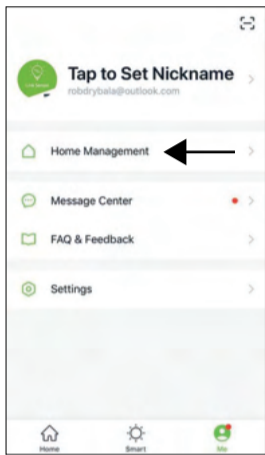 Tap to Set Nickname
robdrybala@outlook.com
Home Management
Message Center
FAQ & Feedback
Settings
Home
Smart
Me